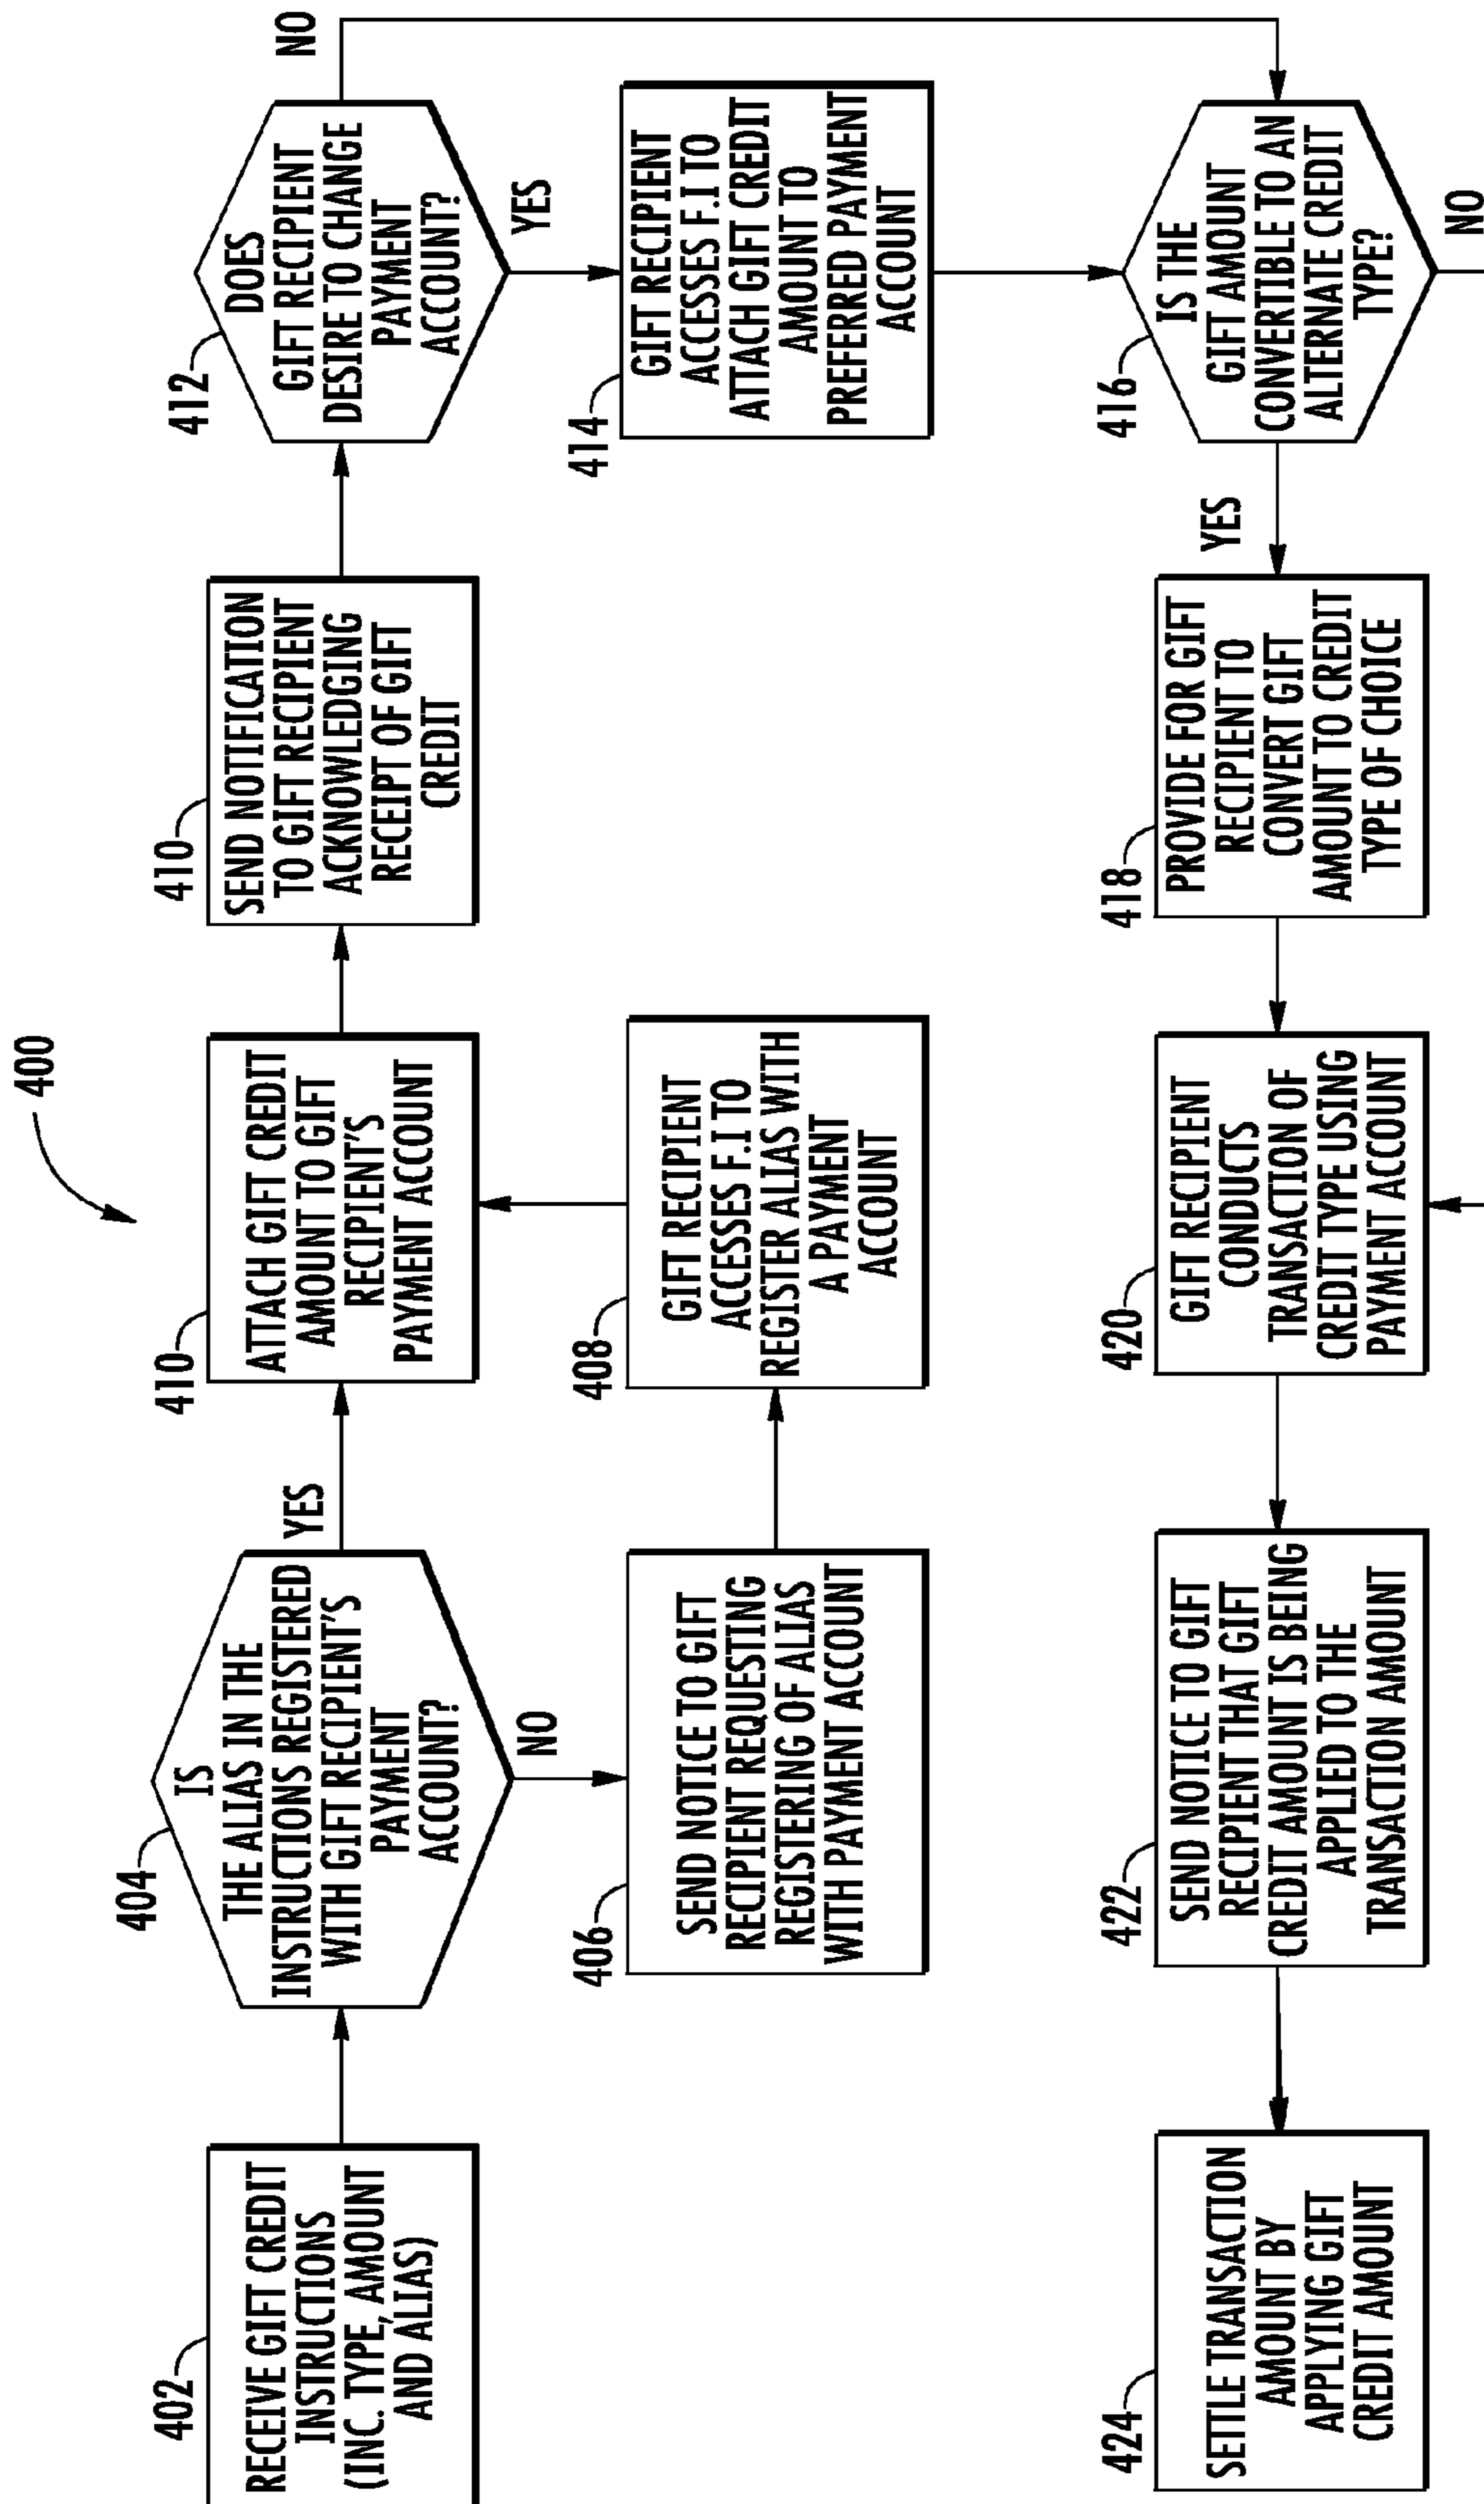 400
402
RECEIVE GIFT CREDIT
INSTRUCTIONS
(INC. TYPE, AMOUNT
AND ALIAS)
404
IS
THE ALIAS IN THE
INSTRUCTIONS REGISTERED
WITH GIFT RECIPIENT'S
PAYMENT
ACCOUNT?
YES
NO
410
ATTACH GIFT CREDIT
AMOUNT TO GIFT
RECIPIENT'S
PAYMENT ACCOUNT
410
SEND NOTIFICATION
TO GIFT RECIPIENT
ACKNOWLEDGING
RECEIPT OF GIFT
CREDIT
412
DOES
GIFT RECIPIENT
DESIRE TO CHANGE
PAYMENT
ACCOUNT?
NO
YES
406
SEND NOTICE TO GIFT
RECIPIENT REQUESTING
REGISTERING OF ALIAS
WITH PAYMENT ACCOUNT
408
GIFT RECIPIENT
ACCESSES F.I TO
REGISTER ALIAS WITH
A PAYMENT
ACCOUNT
414
GIFT RECIPIENT
ACCESSES F.I TO
ATTACH GIFT CREDIT
AMOUNT TO
PREFERRED PAYMENT
ACCOUNT
424
SETTLE TRANSACTION
AMOUNT BY
APPLYING GIFT
CREDIT AMOUNT
422
SEND NOTICE TO GIFT
RECIPIENT THAT GIFT
CREDIT AMOUNT IS BEING
APPLIED TO THE
TRANSACTION AMOUNT
420
GIFT RECIPIENT
CONDUCTS
TRANSACTION OF
CREDIT TYPE USING
PAYMENT ACCOUNT
418
PROVIDE FOR GIFT
RECIPIENT TO
CONVERT GIFT
AMOUNT TO CREDIT
TYPE OF CHOICE
YES
416
IS THE
GIFT AMOUNT
CONVERTIBLE TO AN
ALTERNATE CREDIT
TYPE?
NO